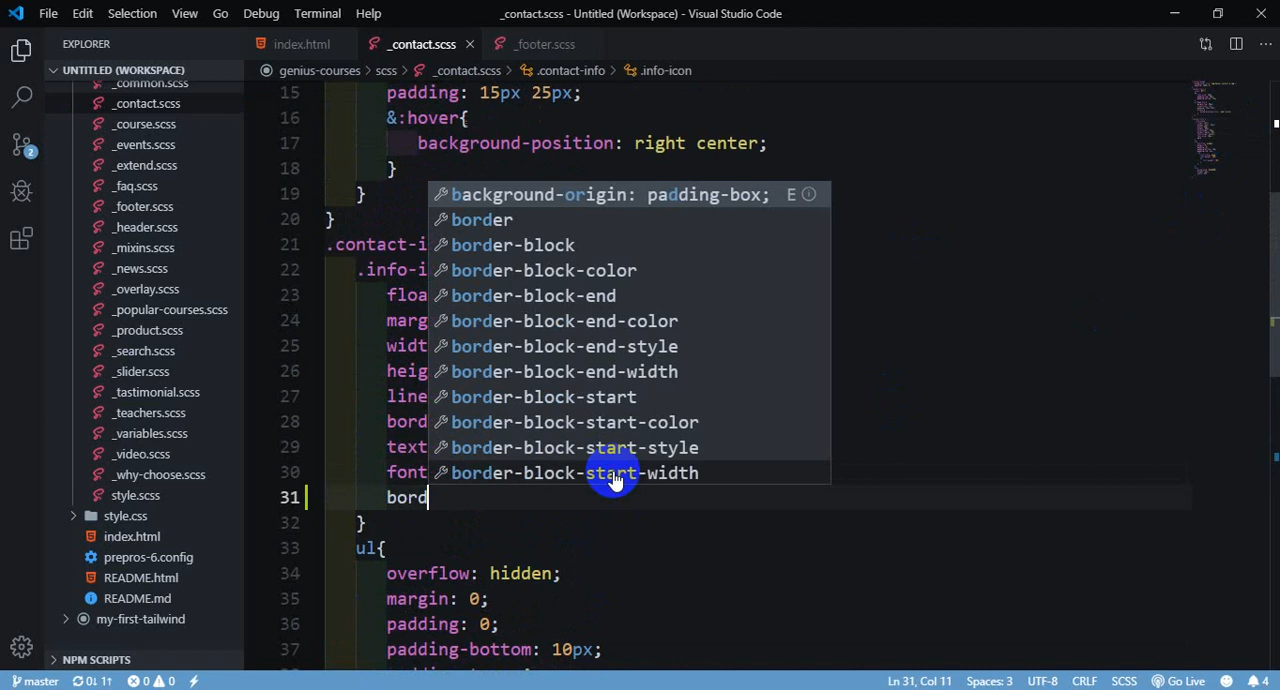 File Edit Selection View Go Debug Terminal Help
_contact.scss - Untitled (Workspace) - Visual Studio Code
EXPLORER
index.html
_contact.scss
_footer.scss
UNTITLED (WORKSPACE)
genius-courses > scss > _contact.scss > .contact-info > .info-icon
_common.scss
_contact.scss
_course.scss
_events.scss
_extend.scss
_faq.scss
_footer.scss
_header.scss
_mixins.scss
_news.scss
_overlay.scss
_popular-courses.scss
_product.scss
_search.scss
_slider.scss
_tastimonial.scss
_teachers.scss
_variables.scss
_video.scss
_why-choose.scss
style.scss
style.css
index.html
prepros-6.config
README.html
README.md
my-first-tailwind
NPM SCRIPTS
15 padding: 15px 25px;
16 &:hover{
17 background-position: right center;
18 }
19 }
20 }
21 .contact-i
22 .info-i
23 floa
24 marg
25 widt
26 heig
27 line
28 bord
29 text
30 font
31 bord
32 }
33 ul{
34 overflow: hidden;
35 margin: 0;
36 padding: 0;
37 padding-bottom: 10px;
background-origin: padding-box; E
border
border-block
border-block-color
border-block-end
border-block-end-color
border-block-end-style
border-block-end-width
border-block-start
border-block-start-color
border-block-start-style
border-block-start-width
2
master 0↓ 1↑ 0 0 Ln 31, Col 11 Spaces: 3 UTF-8 CRLF SCSS Go Live 4